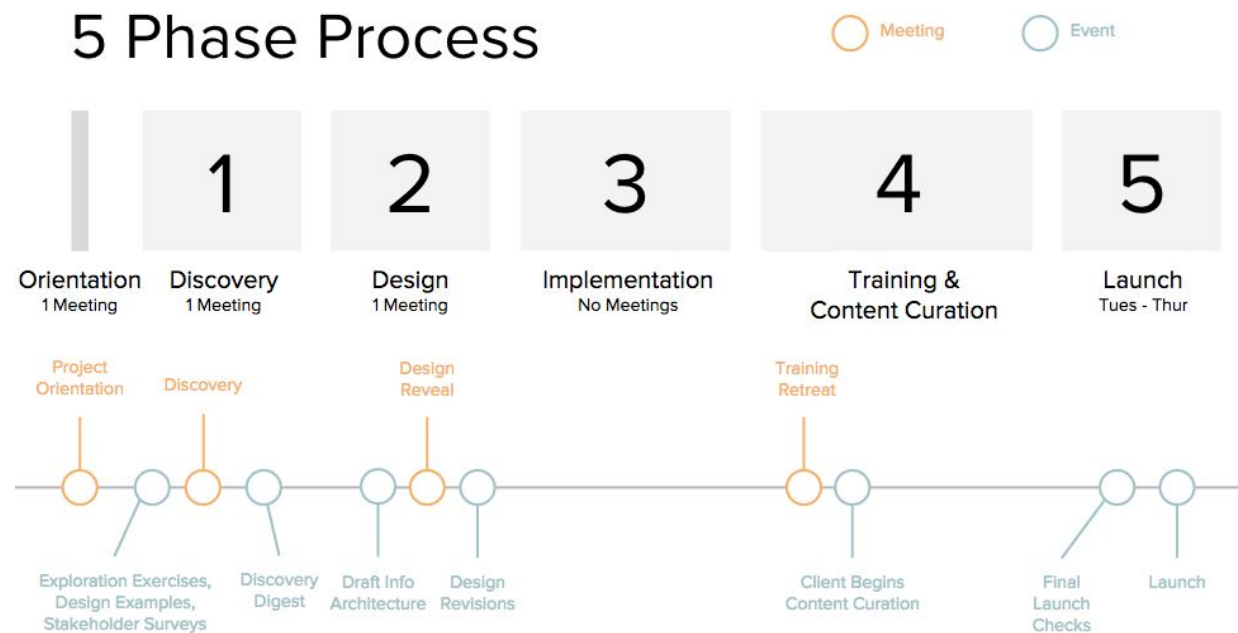 5 Phase Process
Meeting
Event
1
2
3
4
5
Orientation
1 Meeting
Discovery
1 Meeting
Design
1 Meeting
Implementation
No Meetings
Training &
Content Curation
Launch
Tues - Thur
Project
Orientation
Discovery
Design
Reveal
Training
Retreat
Exploration Exercises,
Design Examples,
Stakeholder Surveys
Discovery
Digest
Draft Info
Architecture
Design
Revisions
Client Begins
Content Curation
Final
Launch
Checks
Launch